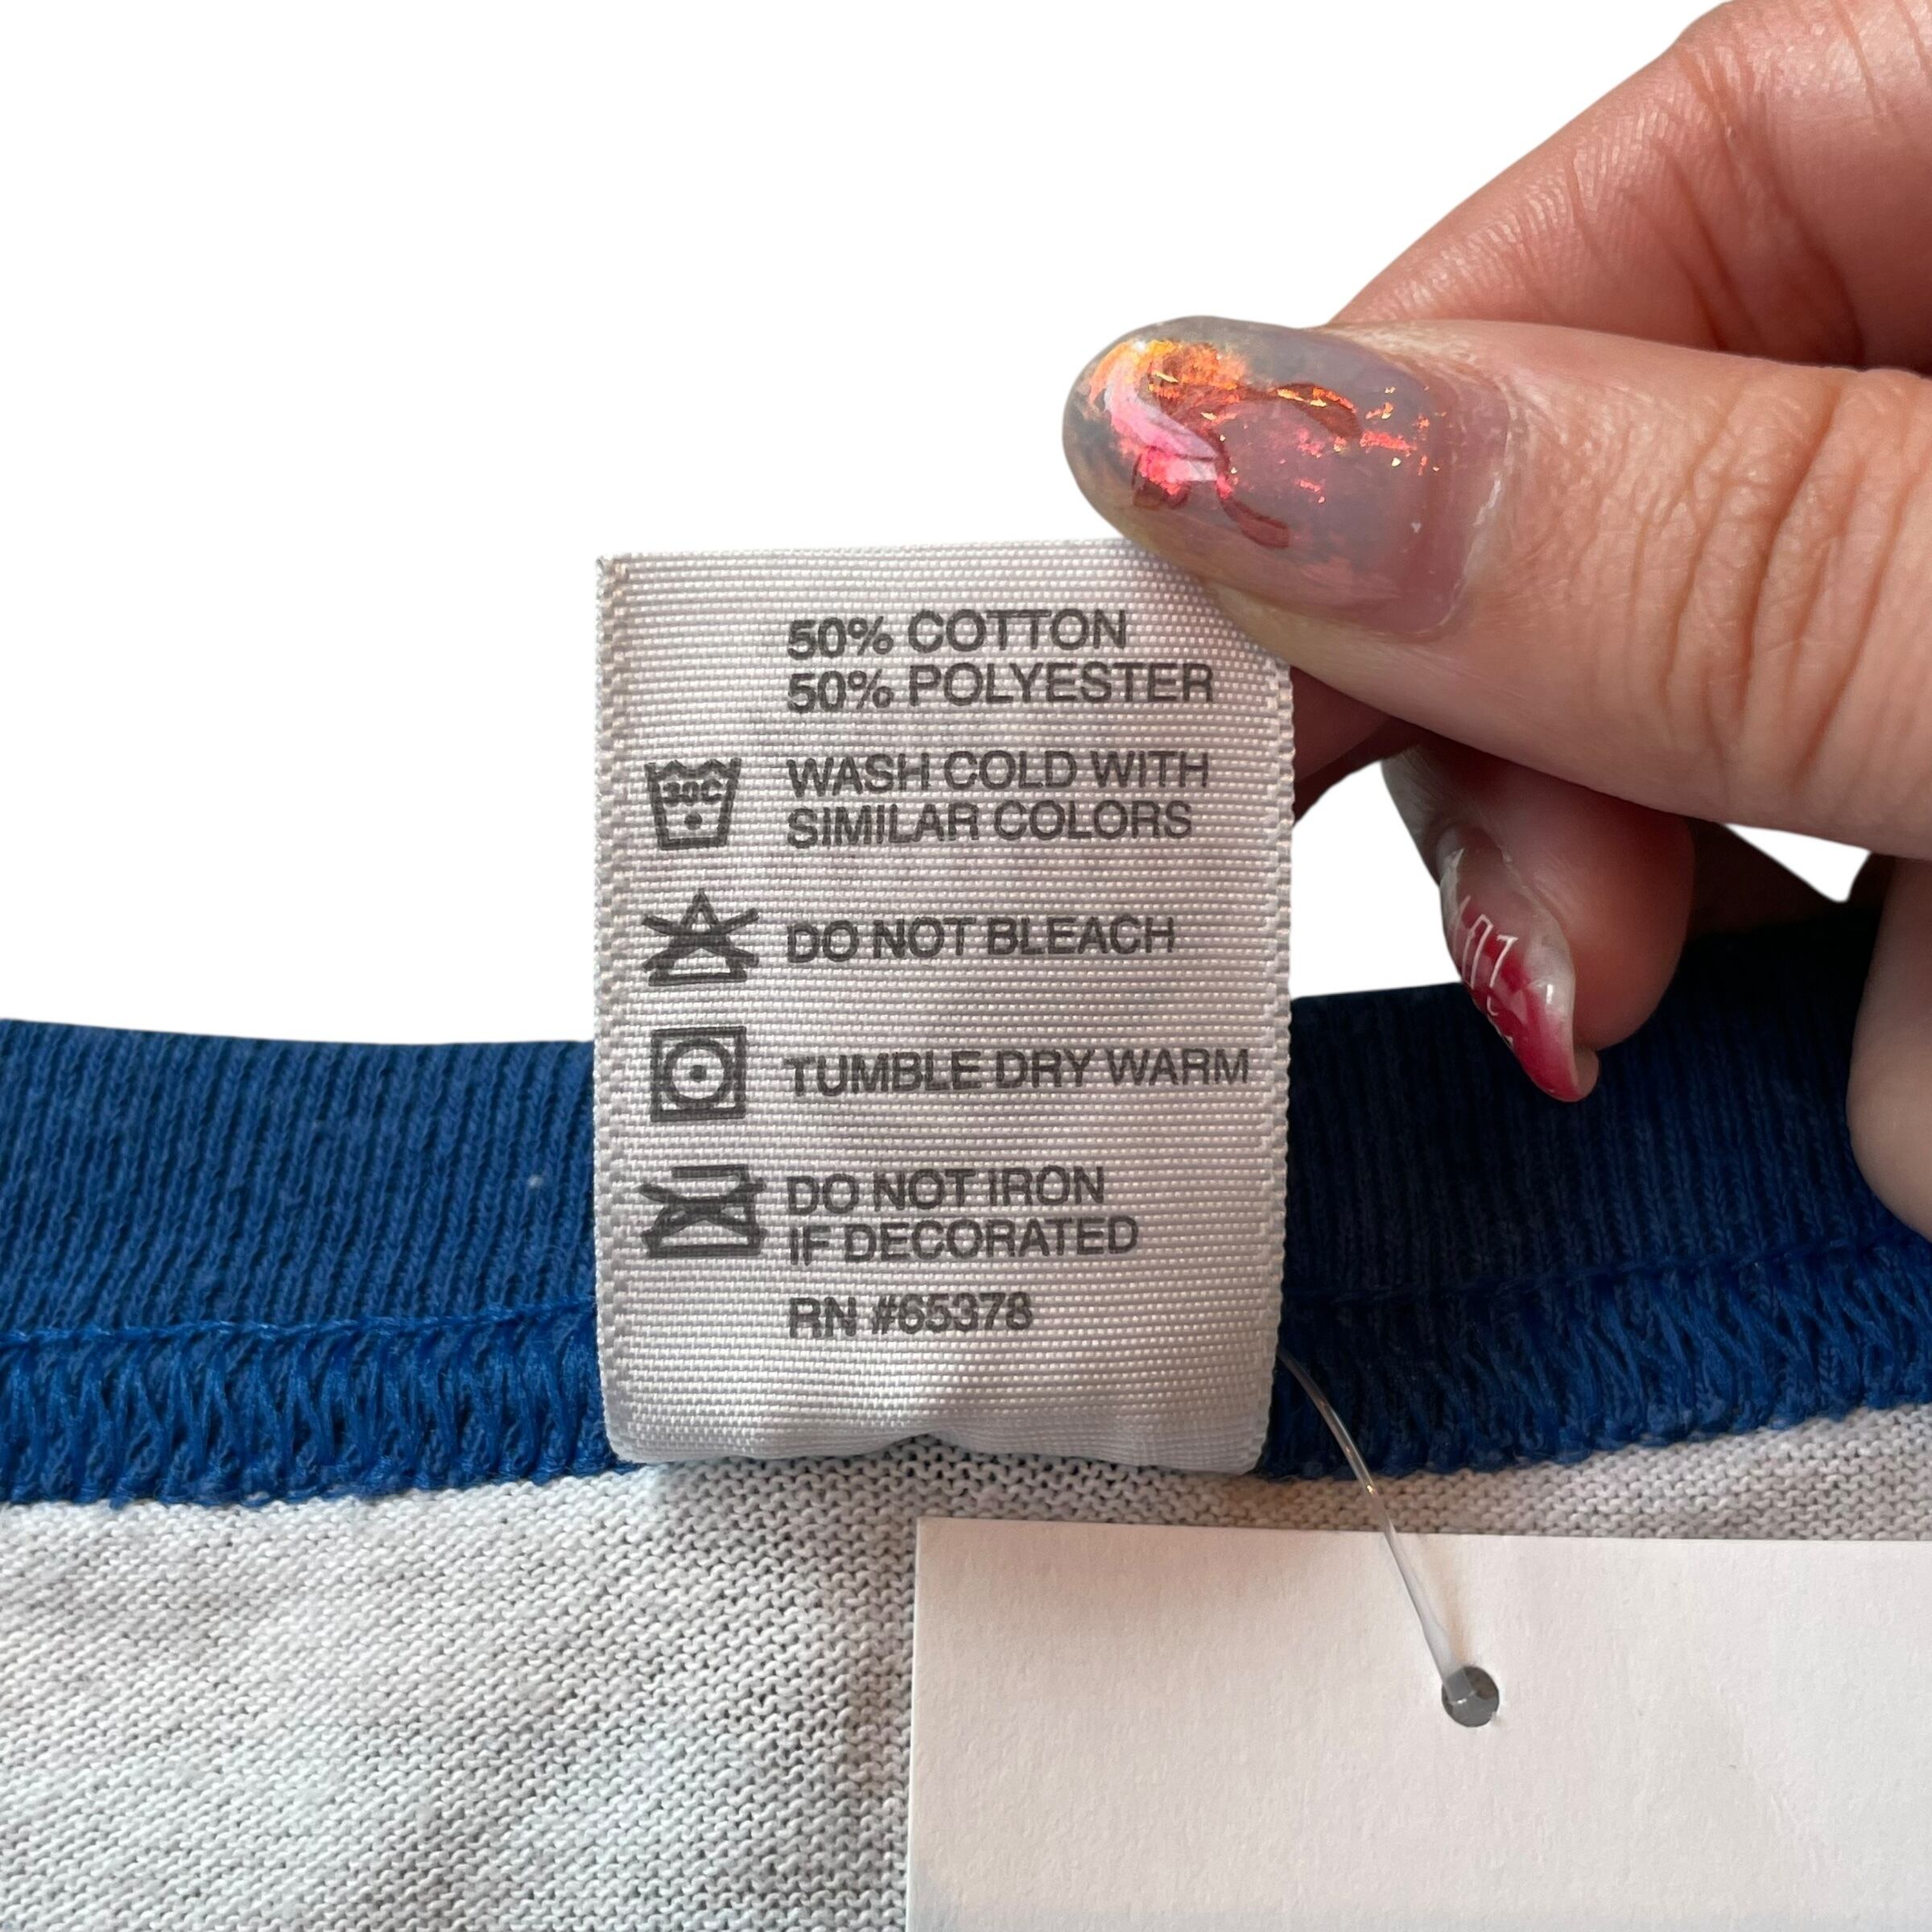 50% COTTON
50% POLYESTER
30C
WASH COLD WITH
SIMILAR COLORS
DO NOT BLEACH
TUMBLE DRY WARM
DO NOT IRON
IF DECORATED
RN #65378